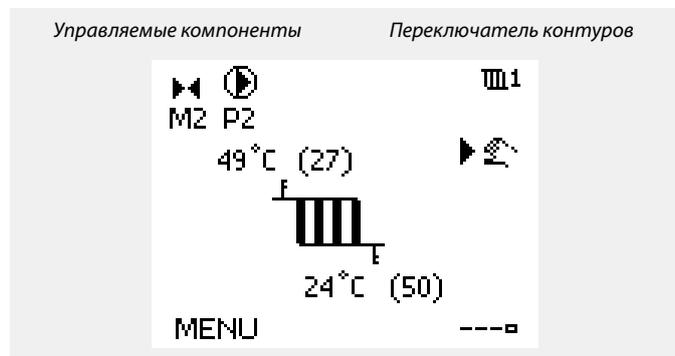 Управляемые компоненты Переключатель контуров
1
M2 P2
49°C (27)
24°C (50)
MENU ---